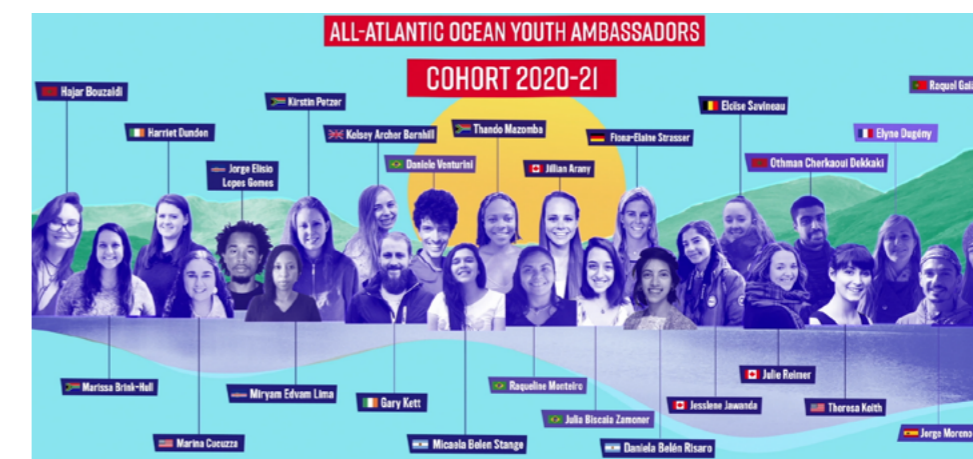 ALL-ATLANTIC OCEAN YOUTH AMBASSADORS
COHORT 2020-21
Hajar Bouzaidi
Harriet Dundon
Jorge Elisio
Lopes Gomes
Kirstin Petzer
Kelsey Archer Barnhill
Daniele Venturini
Thando Mazomba
Jillian Arany
Fiona-Elaine Strasser
Eloïse Savineau
Othman Cherkaoui Dekkaki
Elyne Dugény
Raquel
Marissa Brink-Hull
Marina Cucuzza
Miryam Edvam Lima
Gary Kett
Micaela Belen Stange
Raqueline Monteiro
Julia Biscaia Zamoner
Daniela Belén Risaro
Jesslene Jawanda
Julie Reimer
Theresa Keith
Jorge Moreno